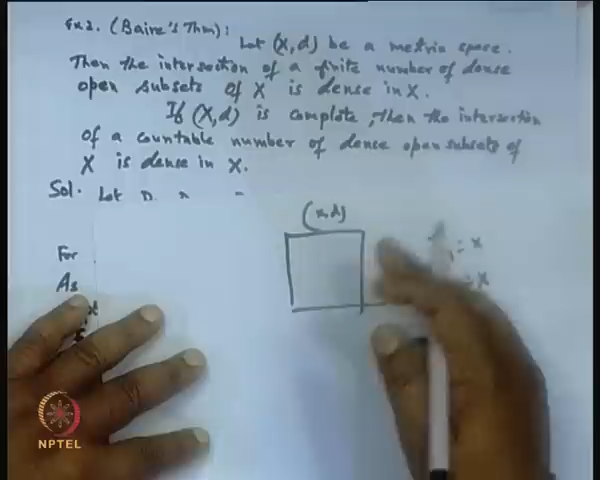 Ex 2. (Baire's Thm):
Let (X,d) be a metric space.
Then the intersection of a finite number of dense
open subsets of X is dense in X.
If (X,d) is complete, then the intersection
of a countable number of dense open subsets of
X is dense in X.
Sol. Let
(X,d)
= X
For
= X
As
NPTEL